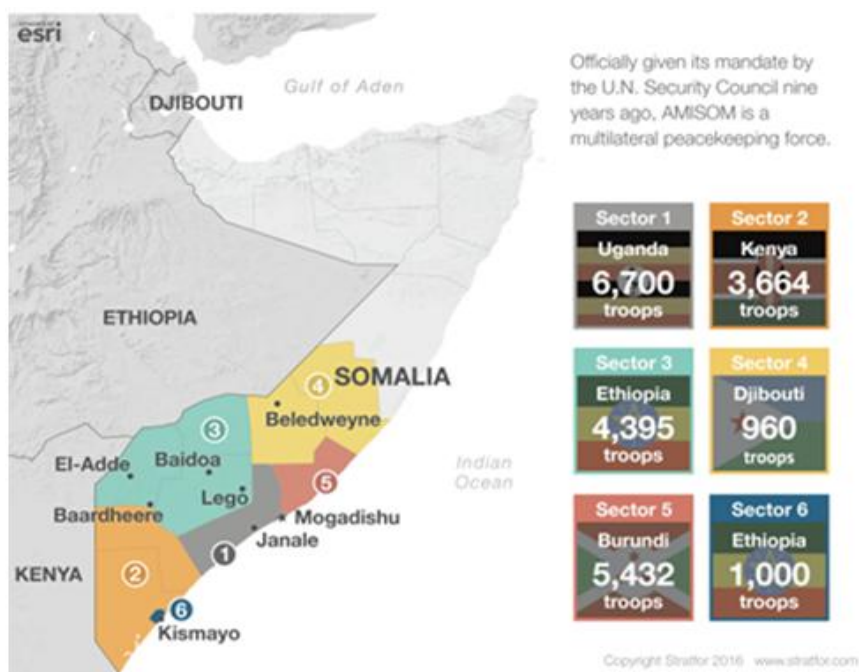 esri
Gulf of Aden
DJIBOUTI
ETHIOPIA
SOMALIA
4
Beledweyne
3
El-Adde
Baidoa
Lego
5
Baardheere
Mogadishu
Janale
1
KENYA
2
6
Kismayo
Indian
Ocean
Officially given its mandate by
the U.N. Security Council nine
years ago, AMISOM is a
multilateral peacekeeping force.
Sector 1
Uganda
6,700
troops
Sector 2
Kenya
3,664
troops
Sector 3
Ethiopia
4,395
troops
Sector 4
Djibouti
960
troops
Sector 5
Burundi
5,432
troops
Sector 6
Ethiopia
1,000
troops
Copyright Stratfor 2016 www.stratfor.com